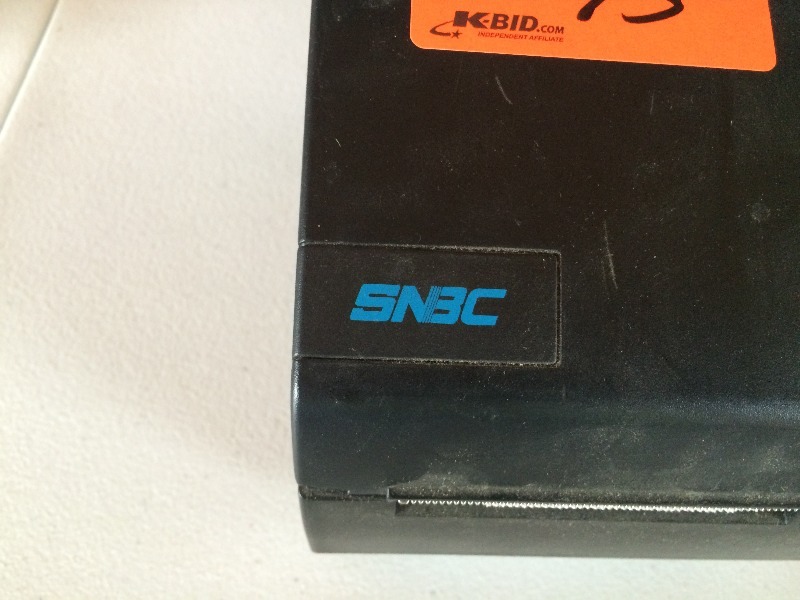 K-BID.COM
INDEPENDENT AFFILIATE
SNBC